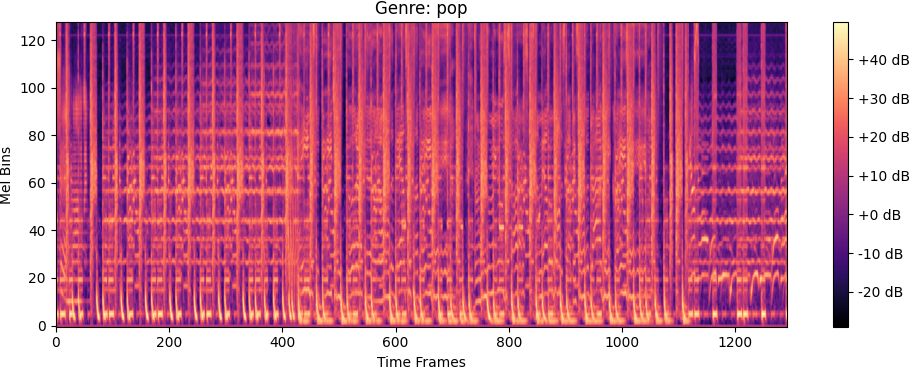 Genre: pop
120
100
80
60
40
20
0
Mel Bins
0 200 400 600 800 1000 1200
Time Frames
+40 dB
+30 dB
+20 dB
+10 dB
+0 dB
-10 dB
-20 dB